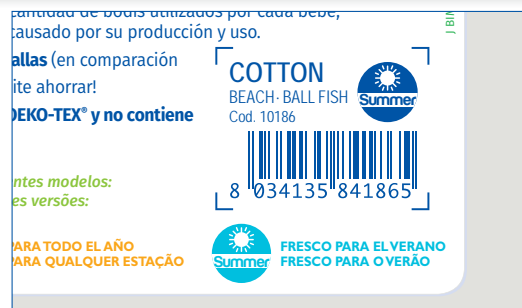 cantidad de bodis utilizados por cada bebé,
causado por su producción y uso.
allas (en comparación
ite ahorrar!
OEKO-TEX® y no contiene
ntes modelos:
es versões:
PARA TODO EL AÑO
PARA QUALQUER ESTAÇÃO
COTTON
BEACH · BALL FISH
Cod. 10186
Summer
8 034135 841865
Summer
FRESCO PARA EL VERANO
FRESCO PARA O VERÃO
J BIM